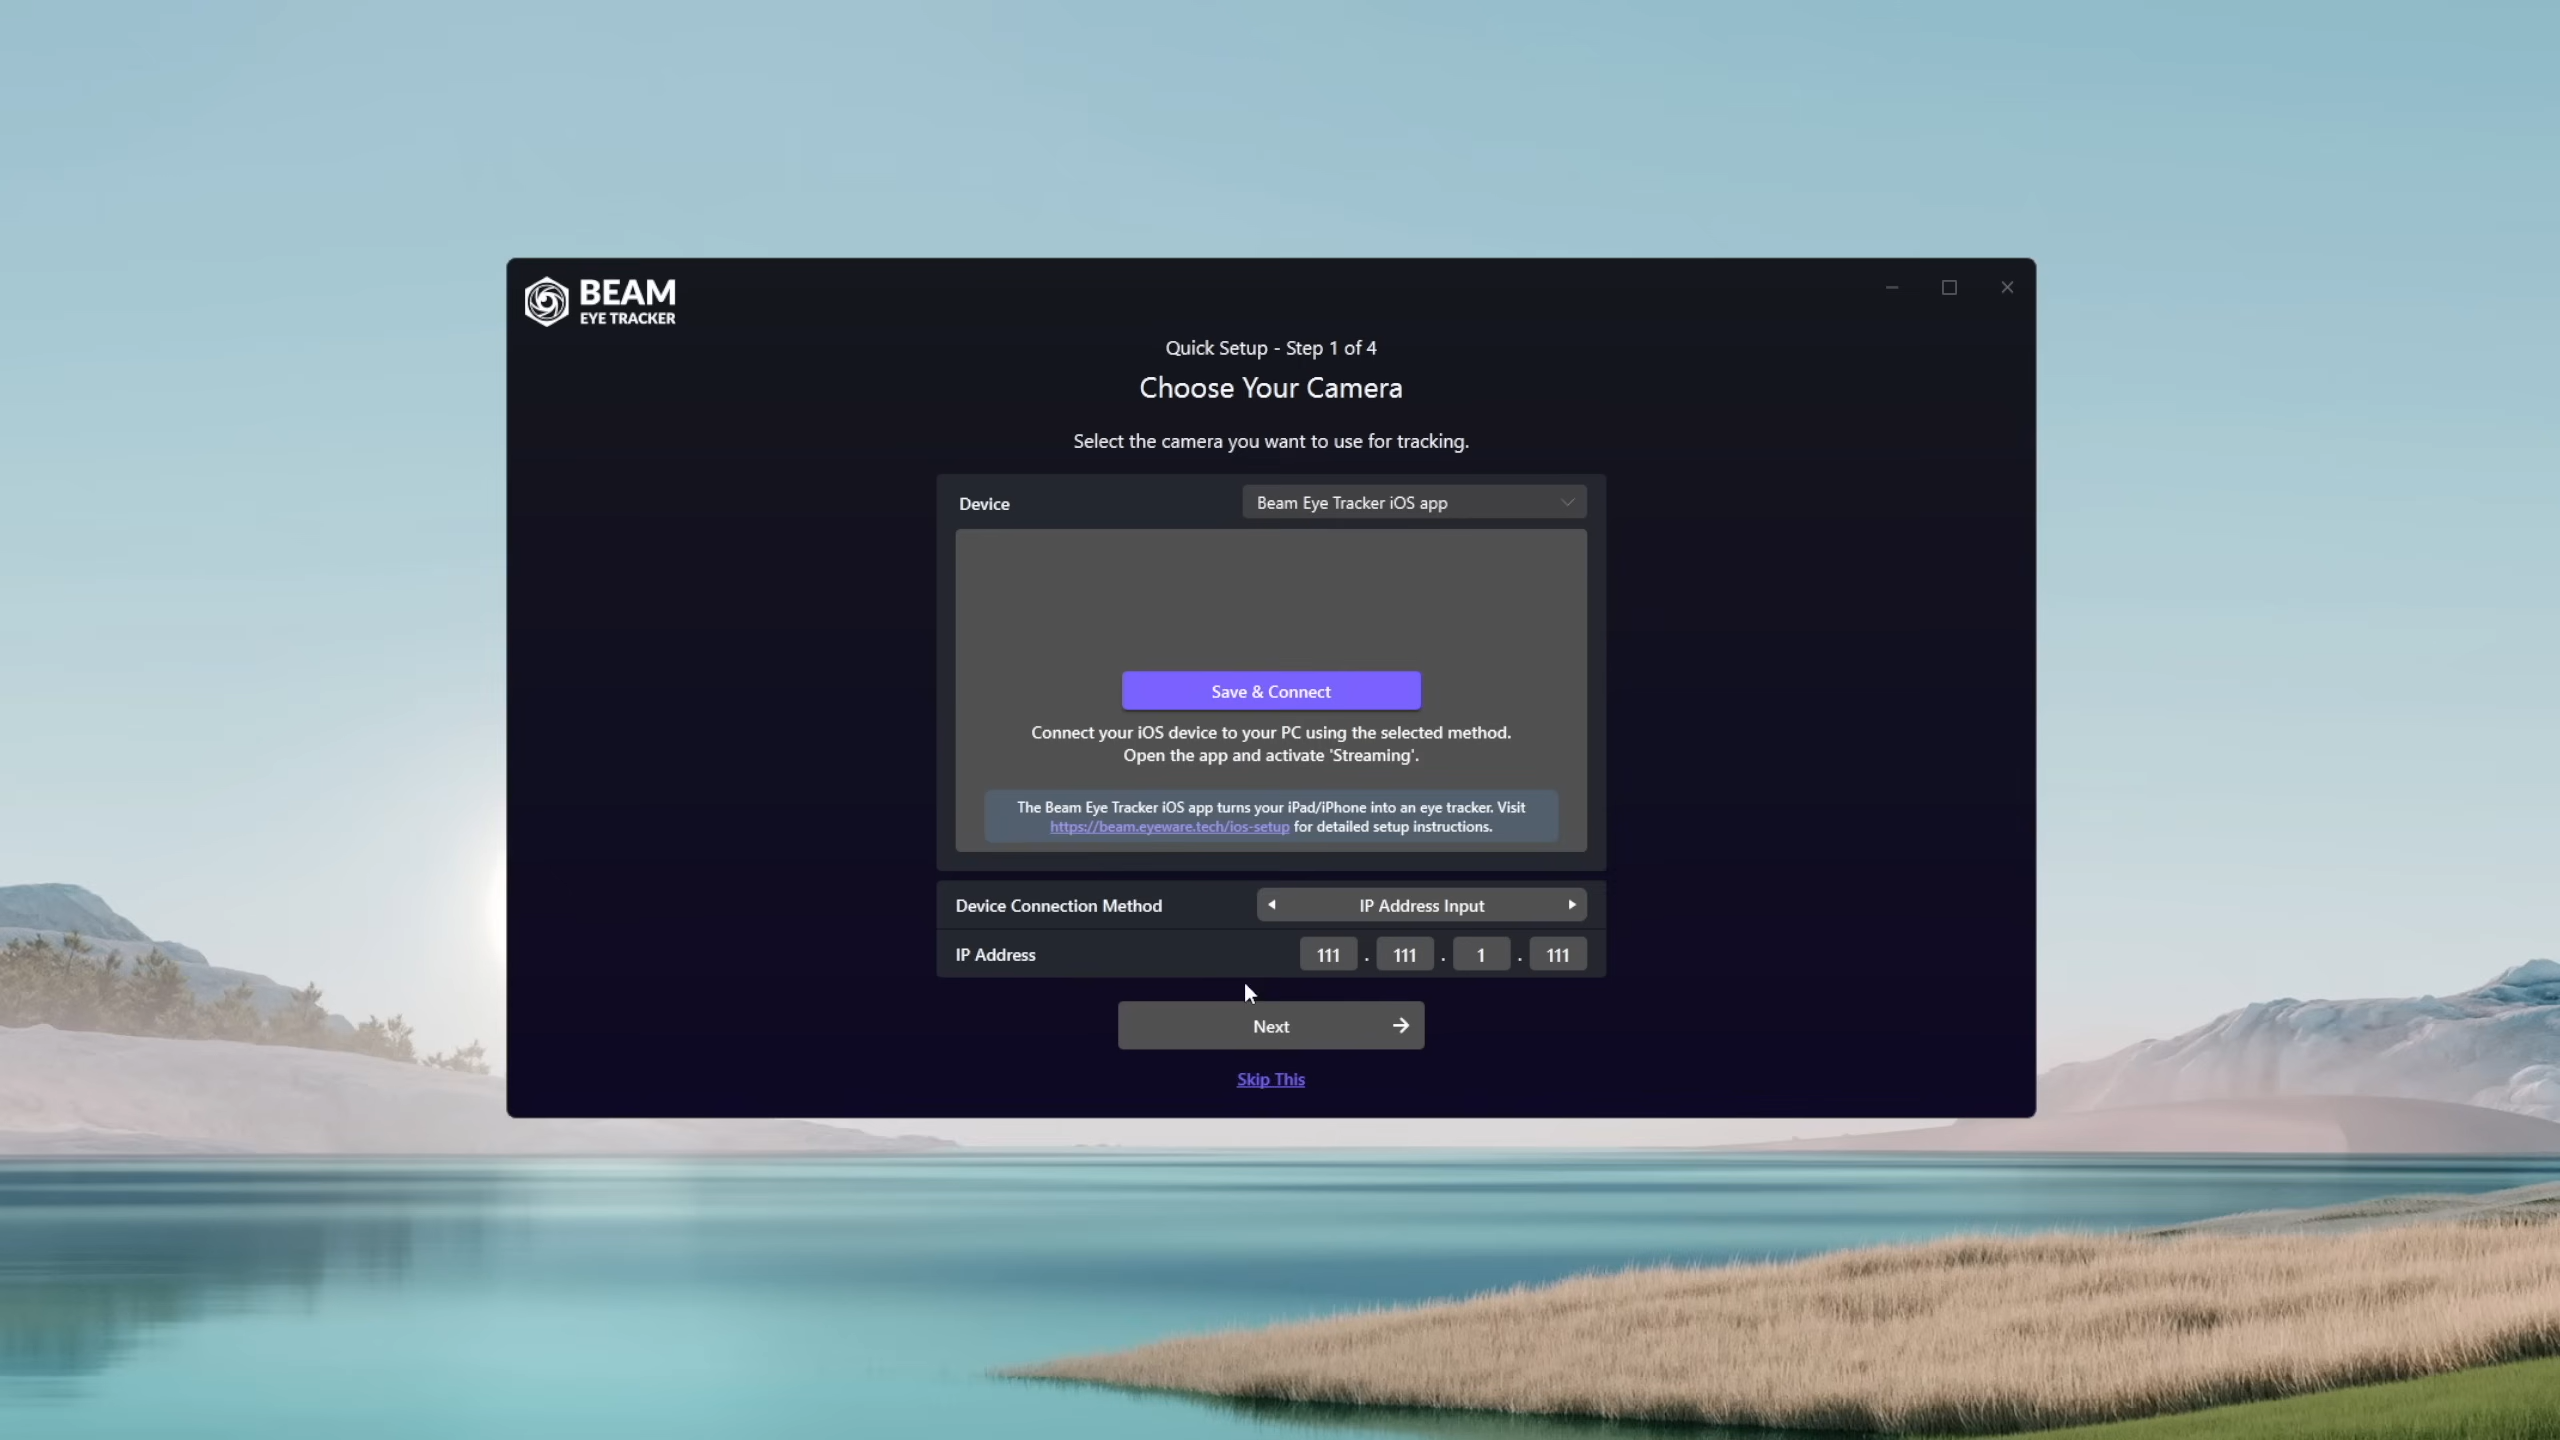 BEAM
EYE TRACKER
Quick Setup - Step 1 of 4
Choose Your Camera
Select the camera you want to use for tracking.
Device
Beam Eye Tracker iOS app
Save & Connect
Connect your iOS device to your PC using the selected method.
Open the app and activate 'Streaming'.
The Beam Eye Tracker iOS app turns your iPad/iPhone into an eye tracker. Visit
https://beam.eyeware.tech/ios-setup for detailed setup instructions.
Device Connection Method
IP Address Input
IP Address
111 . 111 . 1 . 111
Next
Skip This